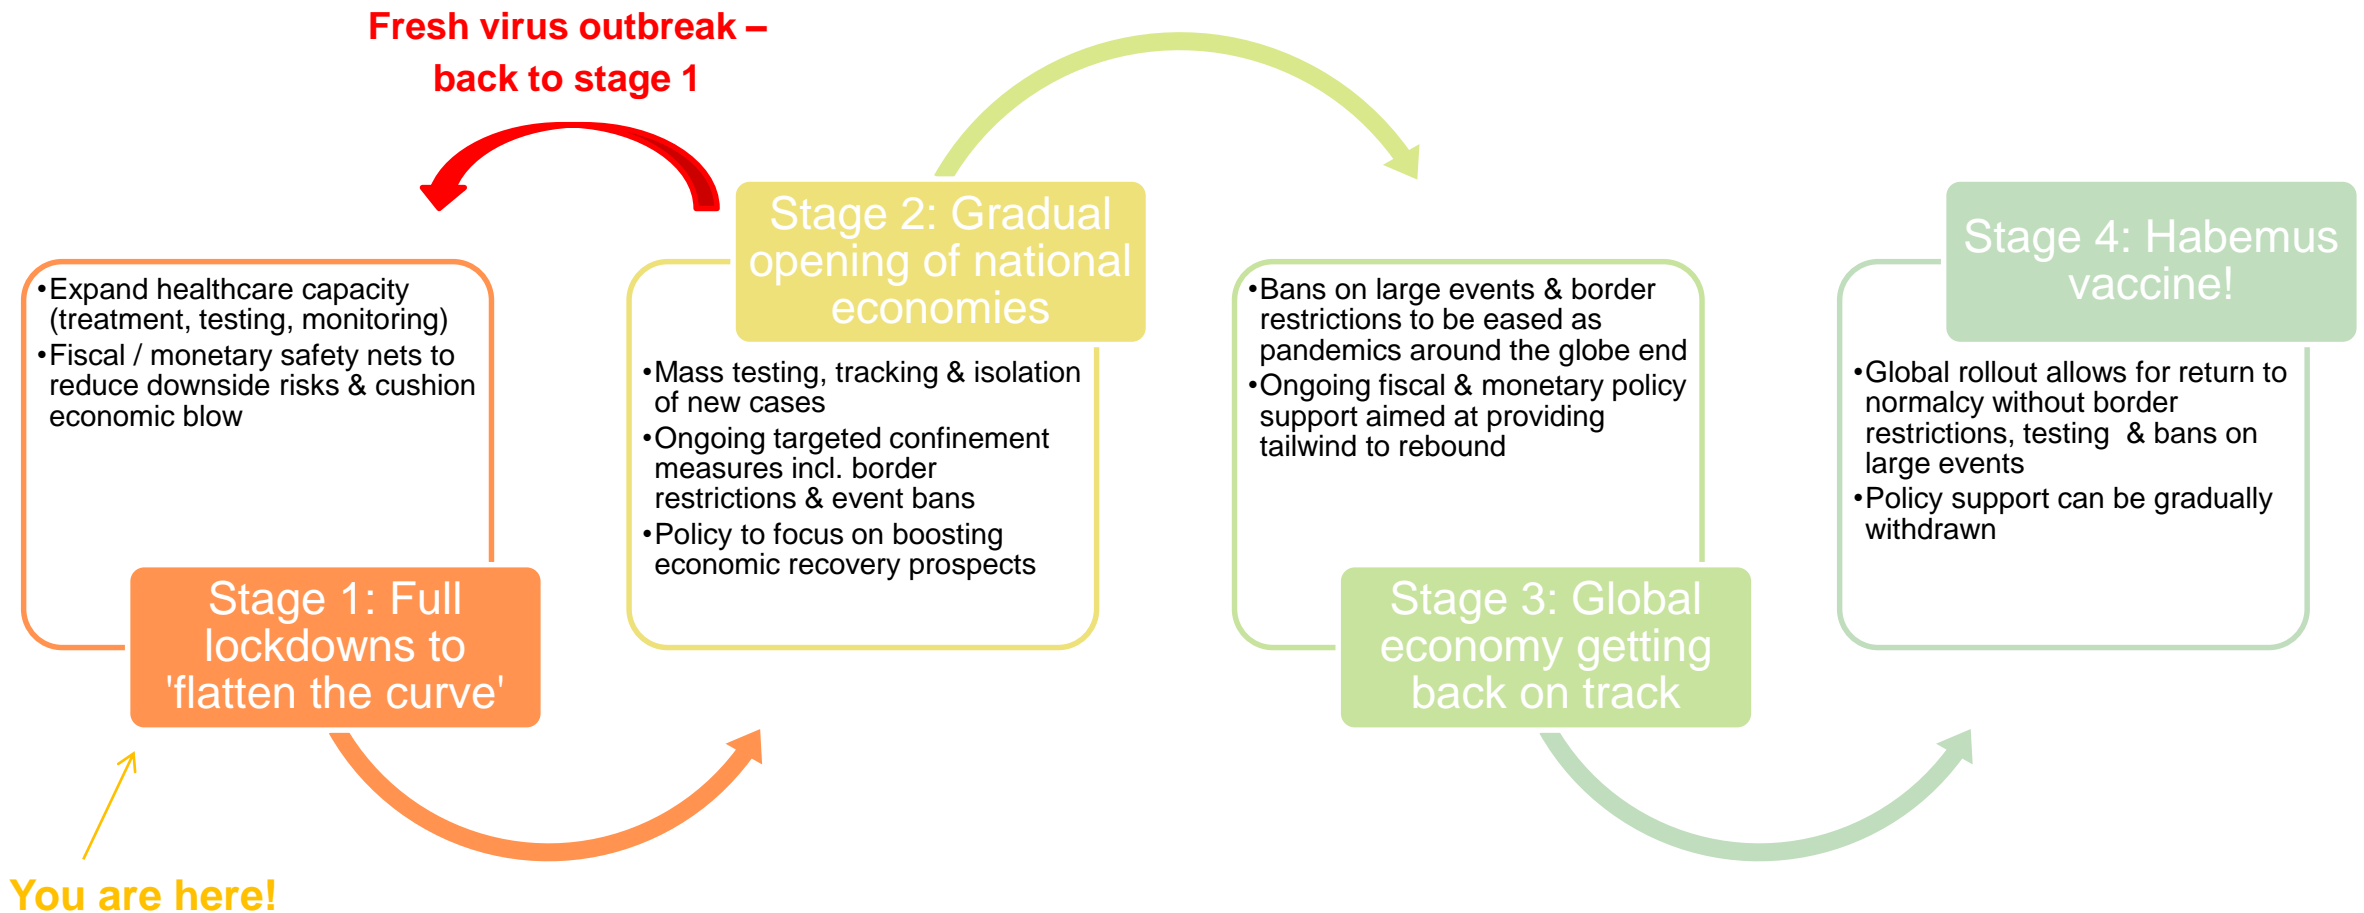 Fresh virus outbreak –
back to stage 1
•Expand healthcare capacity
(treatment, testing, monitoring)
•Fiscal / monetary safety nets to
reduce downside risks & cushion
economic blow
Stage 1: Full
lockdowns to
'flatten the curve'
You are here!
Stage 2: Gradual
opening of national
economies
•Mass testing, tracking & isolation
of new cases
•Ongoing targeted confinement
measures incl. border
restrictions & event bans
•Policy to focus on boosting
economic recovery prospects
•Bans on large events & border
restrictions to be eased as
pandemics around the globe end
•Ongoing fiscal & monetary policy
support aimed at providing
tailwind to rebound
Stage 3: Global
economy getting
back on track
Stage 4: Habemus
vaccine!
•Global rollout allows for return to
normalcy without border
restrictions, testing  & bans on
large events
•Policy support can be gradually
withdrawn